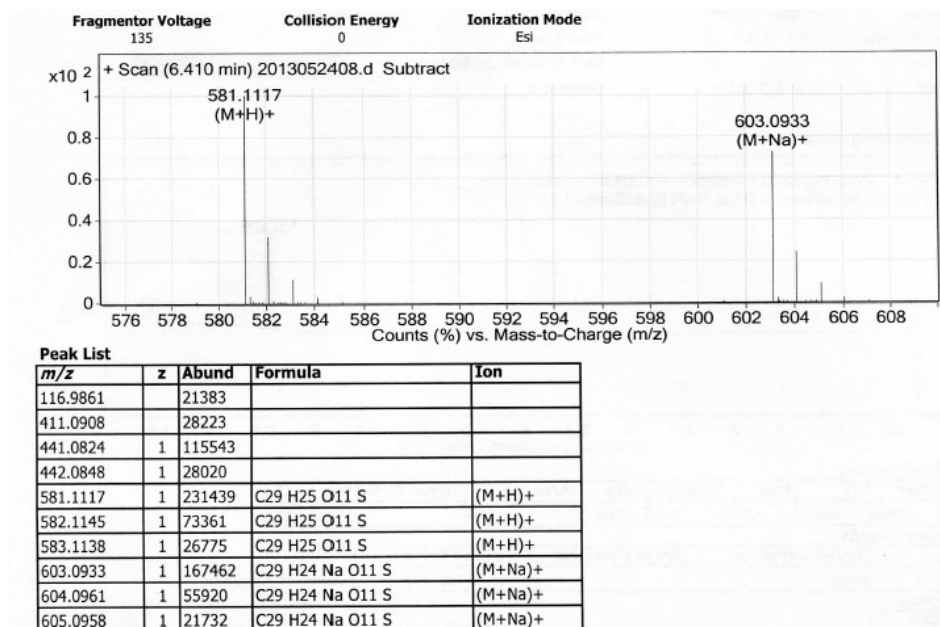 Fragmentor Voltage Collision Energy Ionization Mode
135 0 Esi
x10 2 + Scan (6.410 min) 2013052408.d Subtract
1
581.1117
(M+H)+
603.0933
(M+Na)+
0.8
0.6
0.4
0.2
0
576 578 580 582 584 586 588 590 592 594 596 598 600 602 604 606 608
Counts (%) vs. Mass-to-Charge (m/z)
Peak List
m/z z Abund Formula Ion
116.9861 21383
411.0908 28223
441.0824 1 115543
442.0848 1 28020
581.1117 1 231439 C29 H25 O11 S (M+H)+
582.1145 1 73361 C29 H25 O11 S (M+H)+
583.1138 1 26775 C29 H25 O11 S (M+H)+
603.0933 1 167462 C29 H24 Na O11 S (M+Na)+
604.0961 1 55920 C29 H24 Na O11 S (M+Na)+
605.0958 1 21732 C29 H24 Na O11 S (M+Na)+